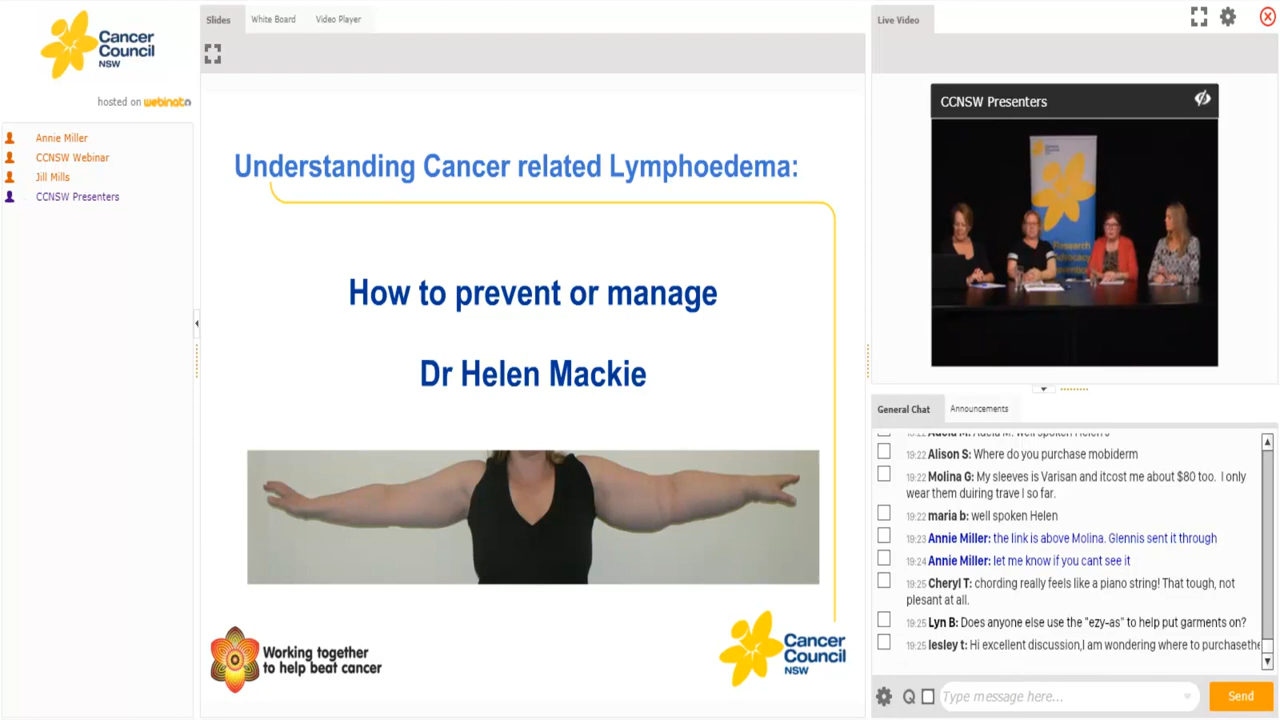 Cancer
Council
NSW
hosted on webinato
Annie Miller
CCNSW Webinar
Jill Mills
CCNSW Presenters
Slides
White Board
Video Player
Understanding Cancer related Lymphoedema:
How to prevent or manage
Dr Helen Mackie
Working together
to help beat cancer
Cancer
Council
NSW
Live Video
CCNSW Presenters
Research
Advocacy
General Chat
Announcements
19:22 Alison S: Where do you purchase mobiderm
19:22 Molina G: My sleeves is Varisan and itcost me about $80 too. I only
wear them duiring trave l so far.
19:22 maria b: well spoken Helen
19:23 Annie Miller: the link is above Molina. Glennis sent it through
19:24 Annie Miller: let me know if you cant see it
19:25 Cheryl T: chording really feels like a piano string! That tough, not
plesant at all.
19:25 Lyn B: Does anyone else use the "ezy-as" to help put garments on?
19:25 lesley t: Hi excellent discussion,I am wondering where to purchasethe
Q
Type message here...
Send